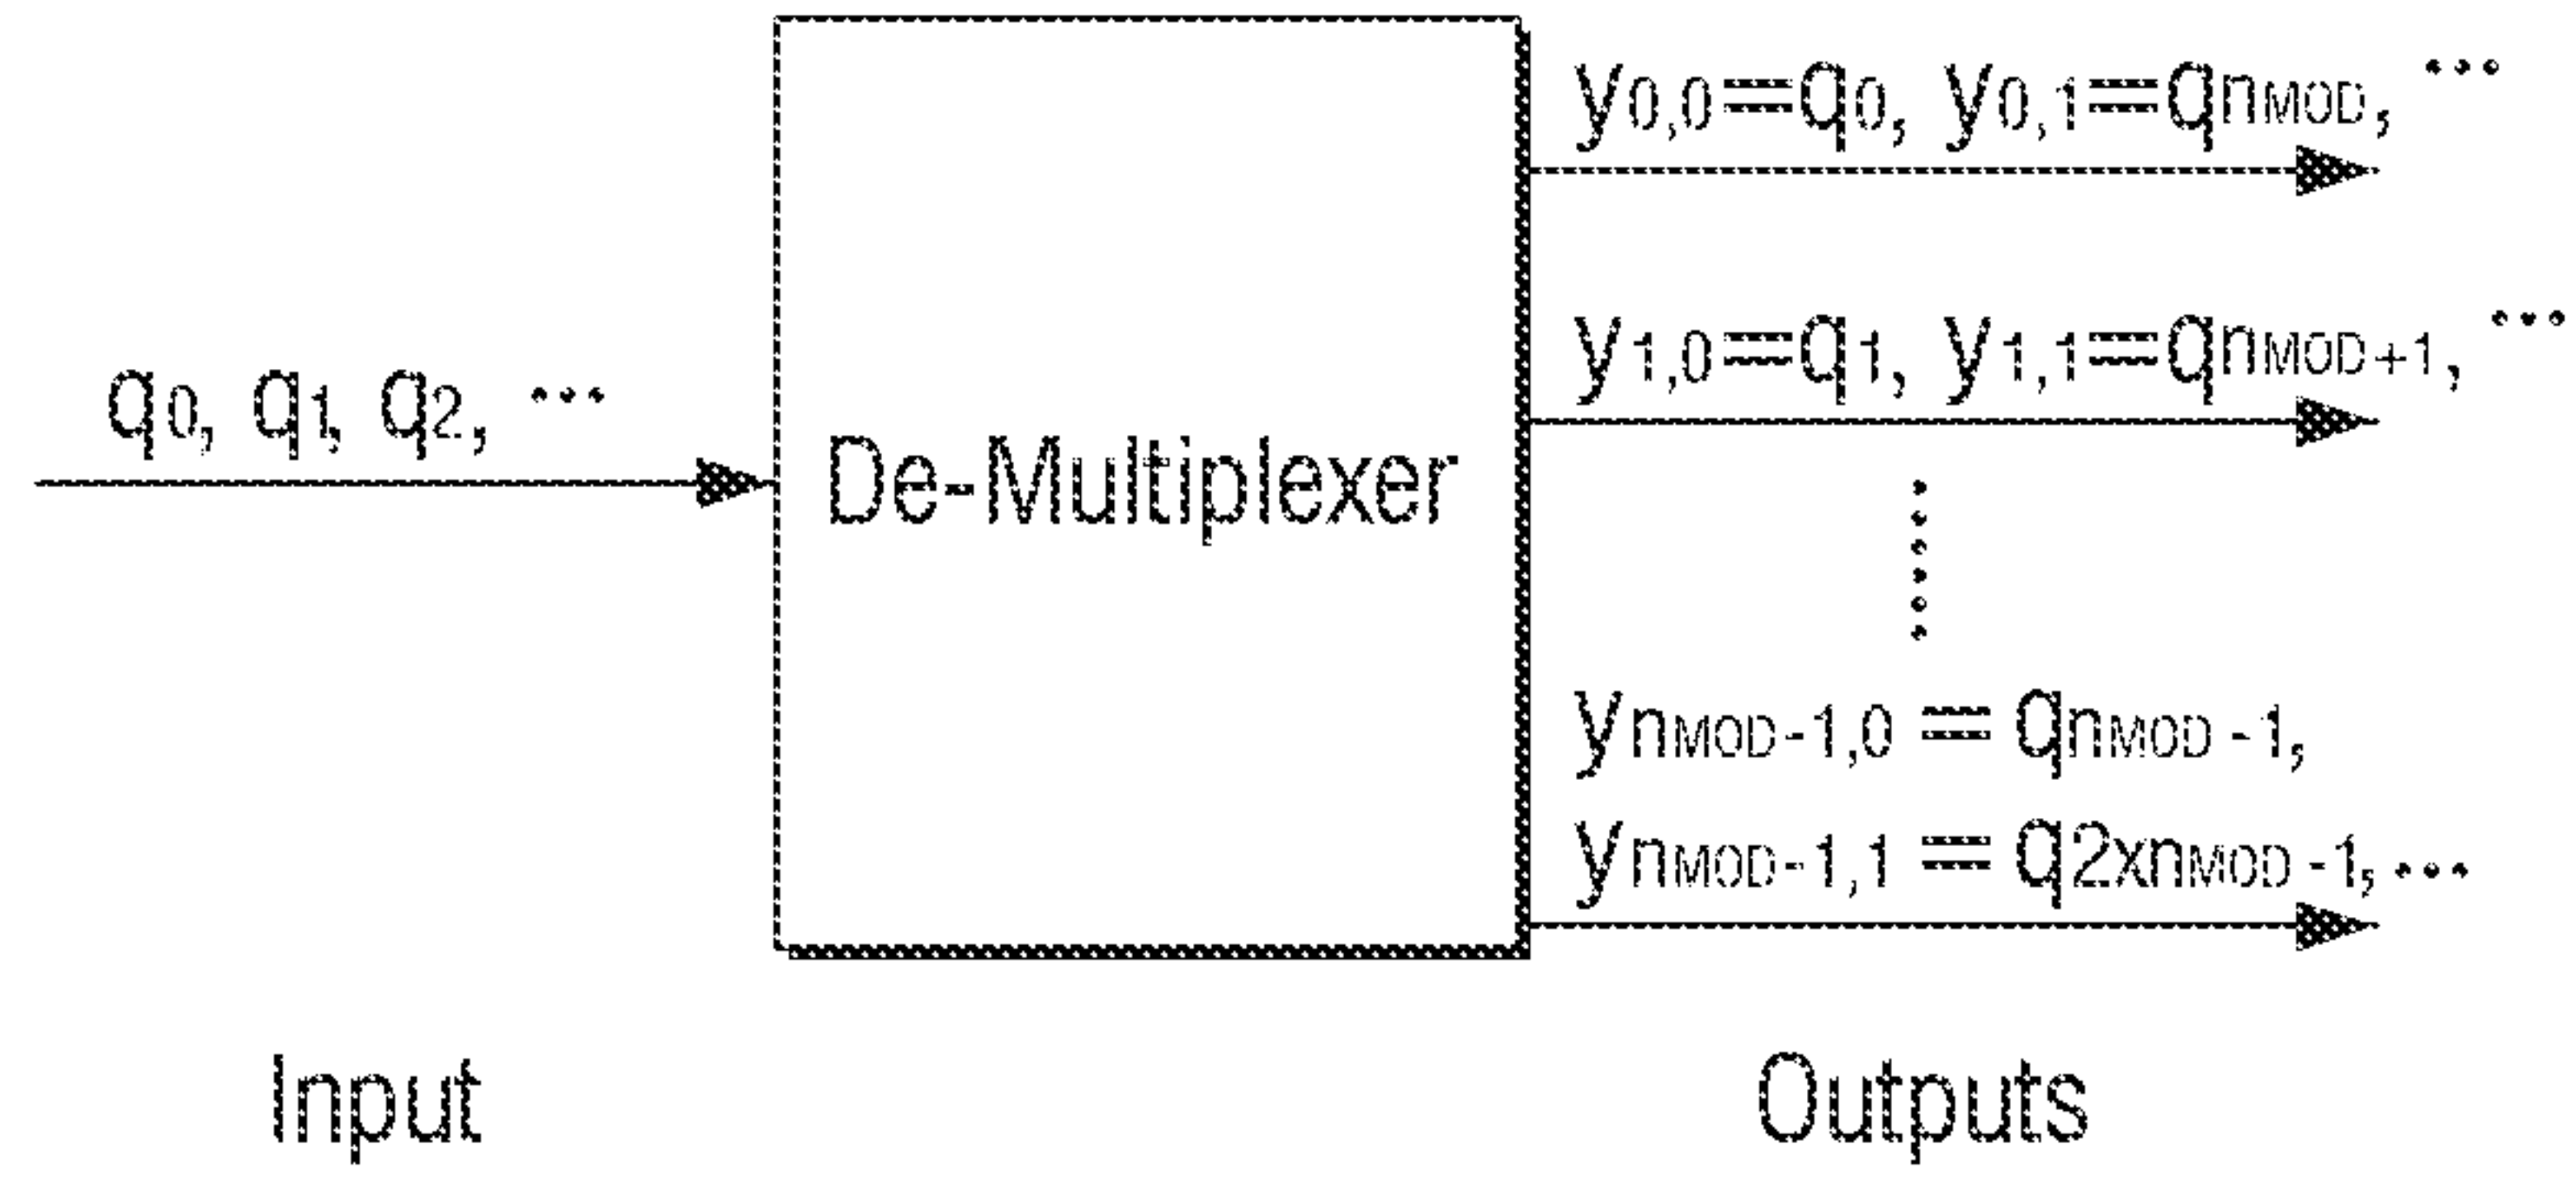 y0,0=q0, y0,1=qnMOD, ...
y1,0=q1, y1,1=qnMOD+1, ...
q0, q1, q2, ...
De-Multiplexer
ynMOD-1,0 = qnMOD-1,
ynMOD-1,1 = q2xnMOD-1, ...
Input
Outputs